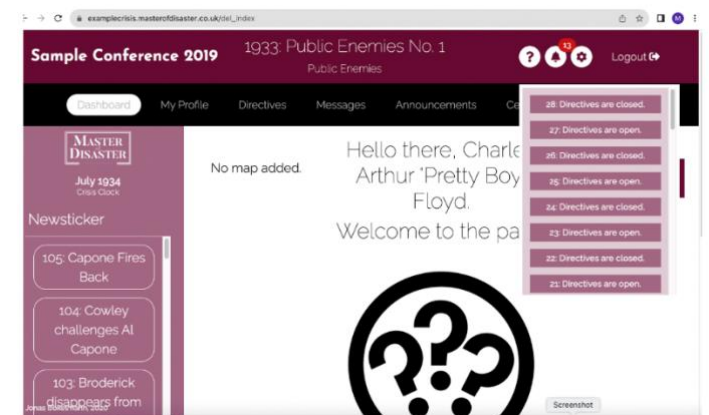 examplecrisis.masterofdisaster.co.uk/del_index
M
Sample Conference 2019
1933: Public Enemies No. 1
Public Enemies
?
13
Logout
Dashboard
My Profile
Directives
Messages
Announcements
Ce
28: Directives are closed.
27: Directives are open.
26: Directives are closed.
25: Directives are open.
24: Directives are closed.
23: Directives are open.
22: Directives are closed.
21: Directives are open.
MASTER
DISASTER
July 1934
Crisis Clock
Newsticker
105: Capone Fires
Back
104: Cowley
challenges Al
Capone
103: Broderick
disappears from
No map added.
Hello there, Charle
Arthur 'Pretty Boy
Floyd.
Welcome to the pa
???
Jonas
2020
Screenshot